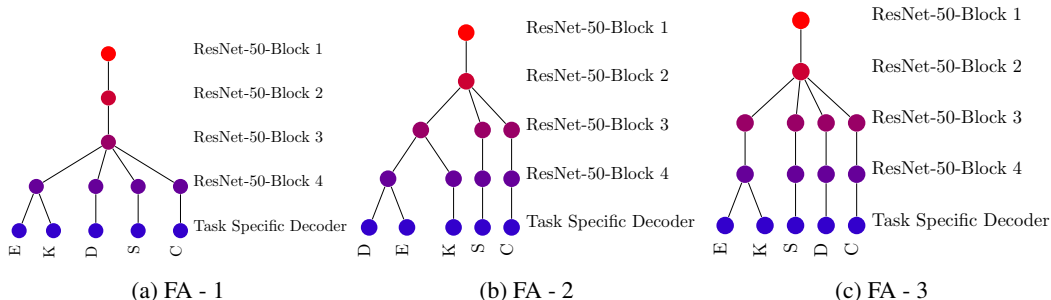 ResNet-50-Block 1
ResNet-50-Block 2
ResNet-50-Block 3
ResNet-50-Block 4
Task Specific Decoder
E K D S C
(a) FA - 1
ResNet-50-Block 1
ResNet-50-Block 2
ResNet-50-Block 3
ResNet-50-Block 4
Task Specific Decoder
D E K S C
(b) FA - 2
ResNet-50-Block 1
ResNet-50-Block 2
ResNet-50-Block 3
ResNet-50-Block 4
Task Specific Decoder
E K S D C
(c) FA - 3